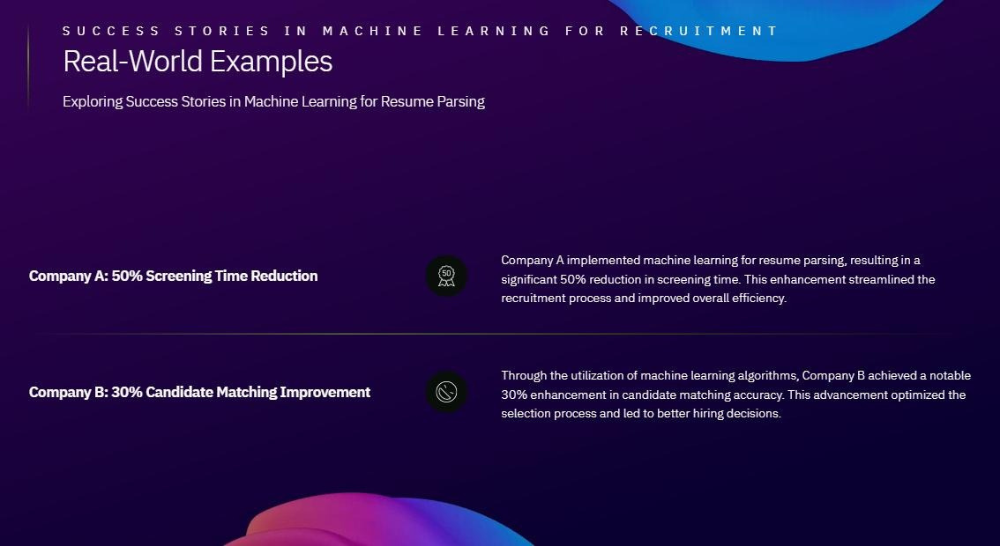 SUCCESS STORIES IN MACHINE LEARNING FOR RECRUITMENT
Real-World Examples
Exploring Success Stories in Machine Learning for Resume Parsing
Company A: 50% Screening Time Reduction
50
Company A implemented machine learning for resume parsing, resulting in a
significant 50% reduction in screening time. This enhancement streamlined the
recruitment process and improved overall efficiency.
Company B: 30% Candidate Matching Improvement
Through the utilization of machine learning algorithms, Company B achieved a notable
30% enhancement in candidate matching accuracy. This advancement optimized the
selection process and led to better hiring decisions.